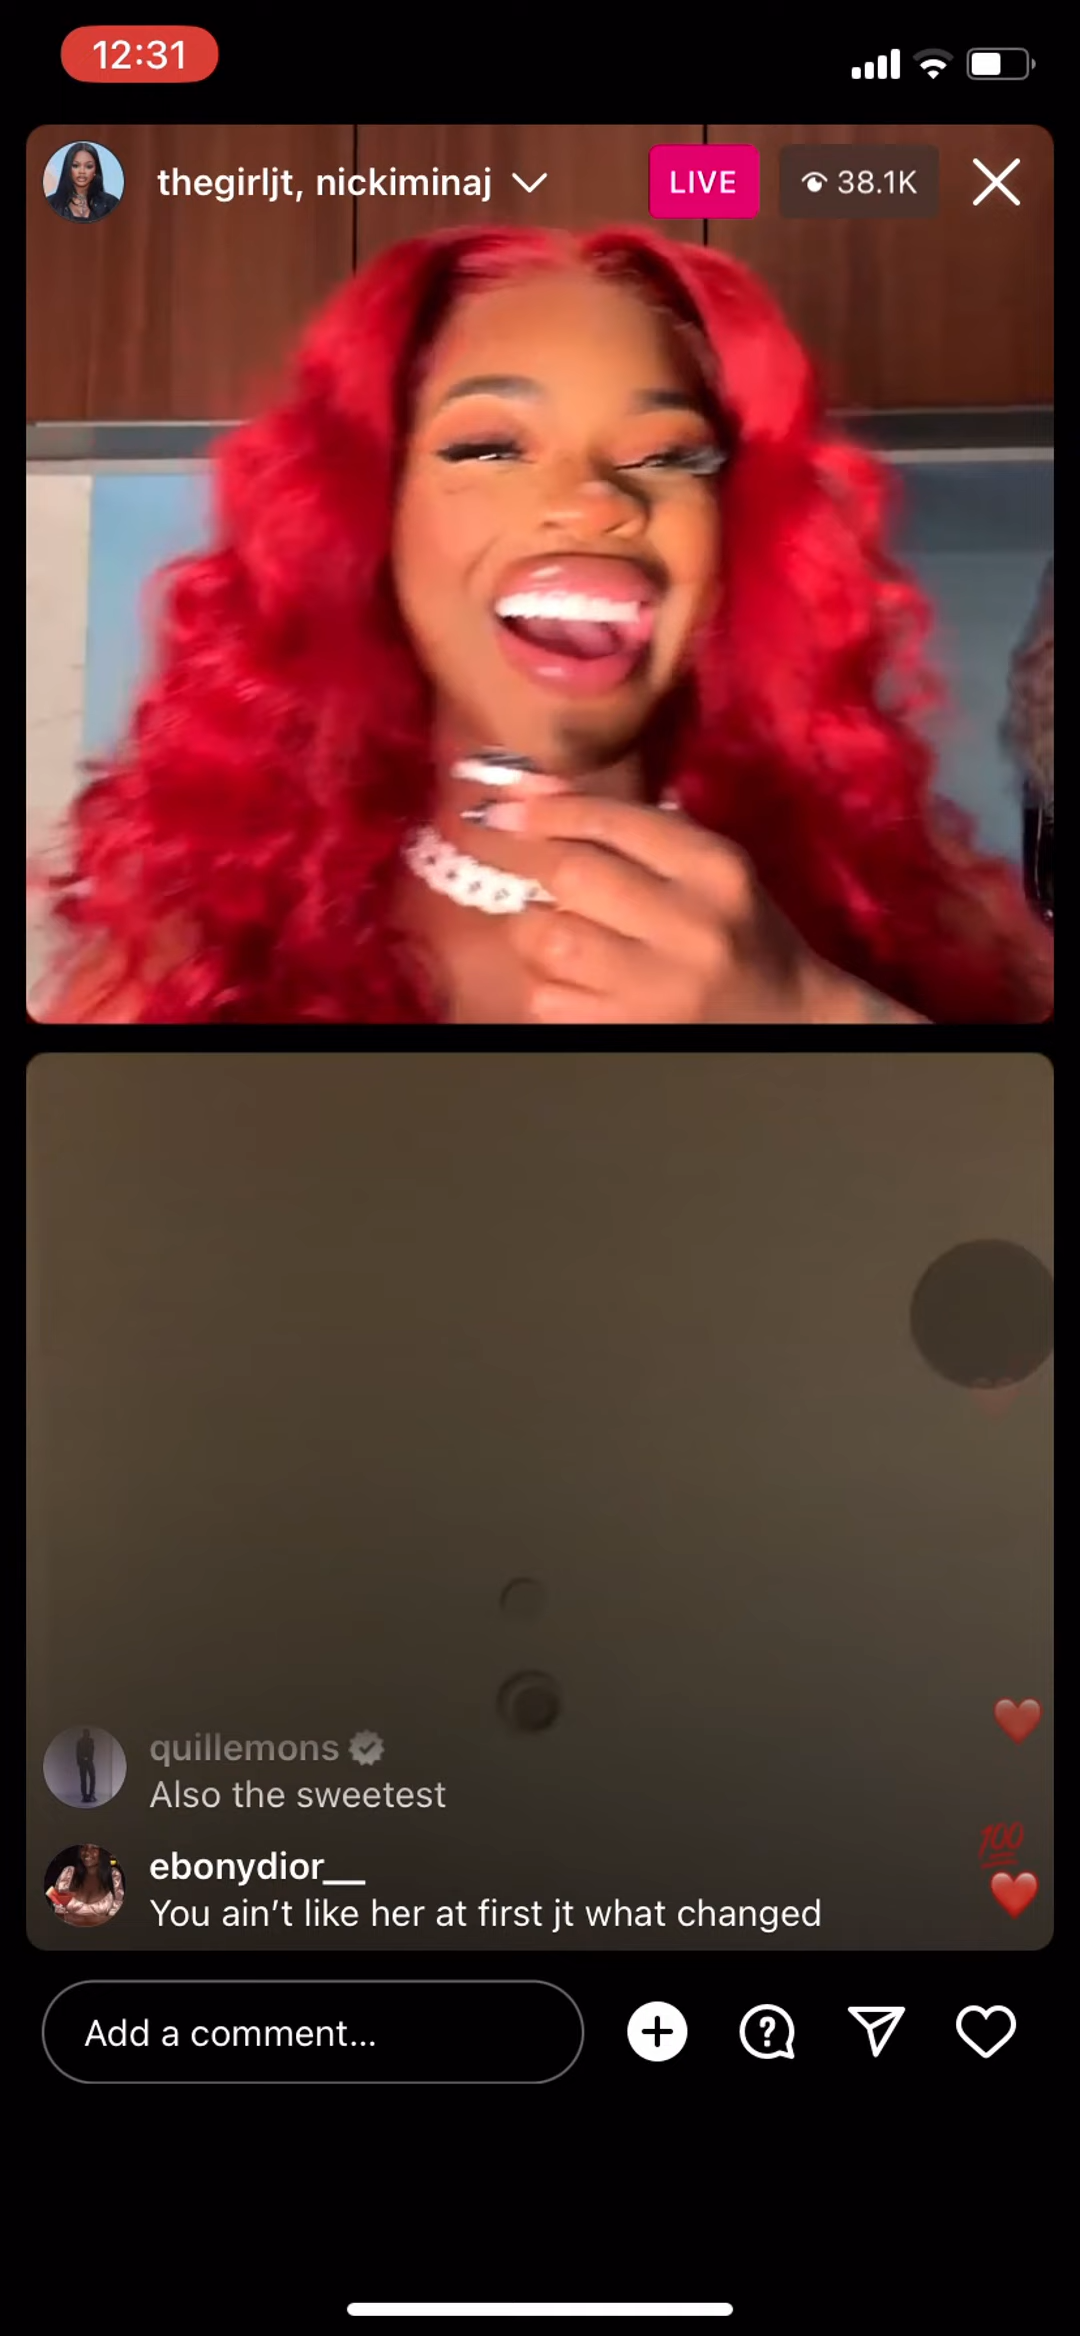 12:31
thegirljt, nickiminaj
LIVE
38.1K
quillemons
Also the sweetest
ebonydior__
You ain’t like her at first jt what changed
💯
Add a comment...